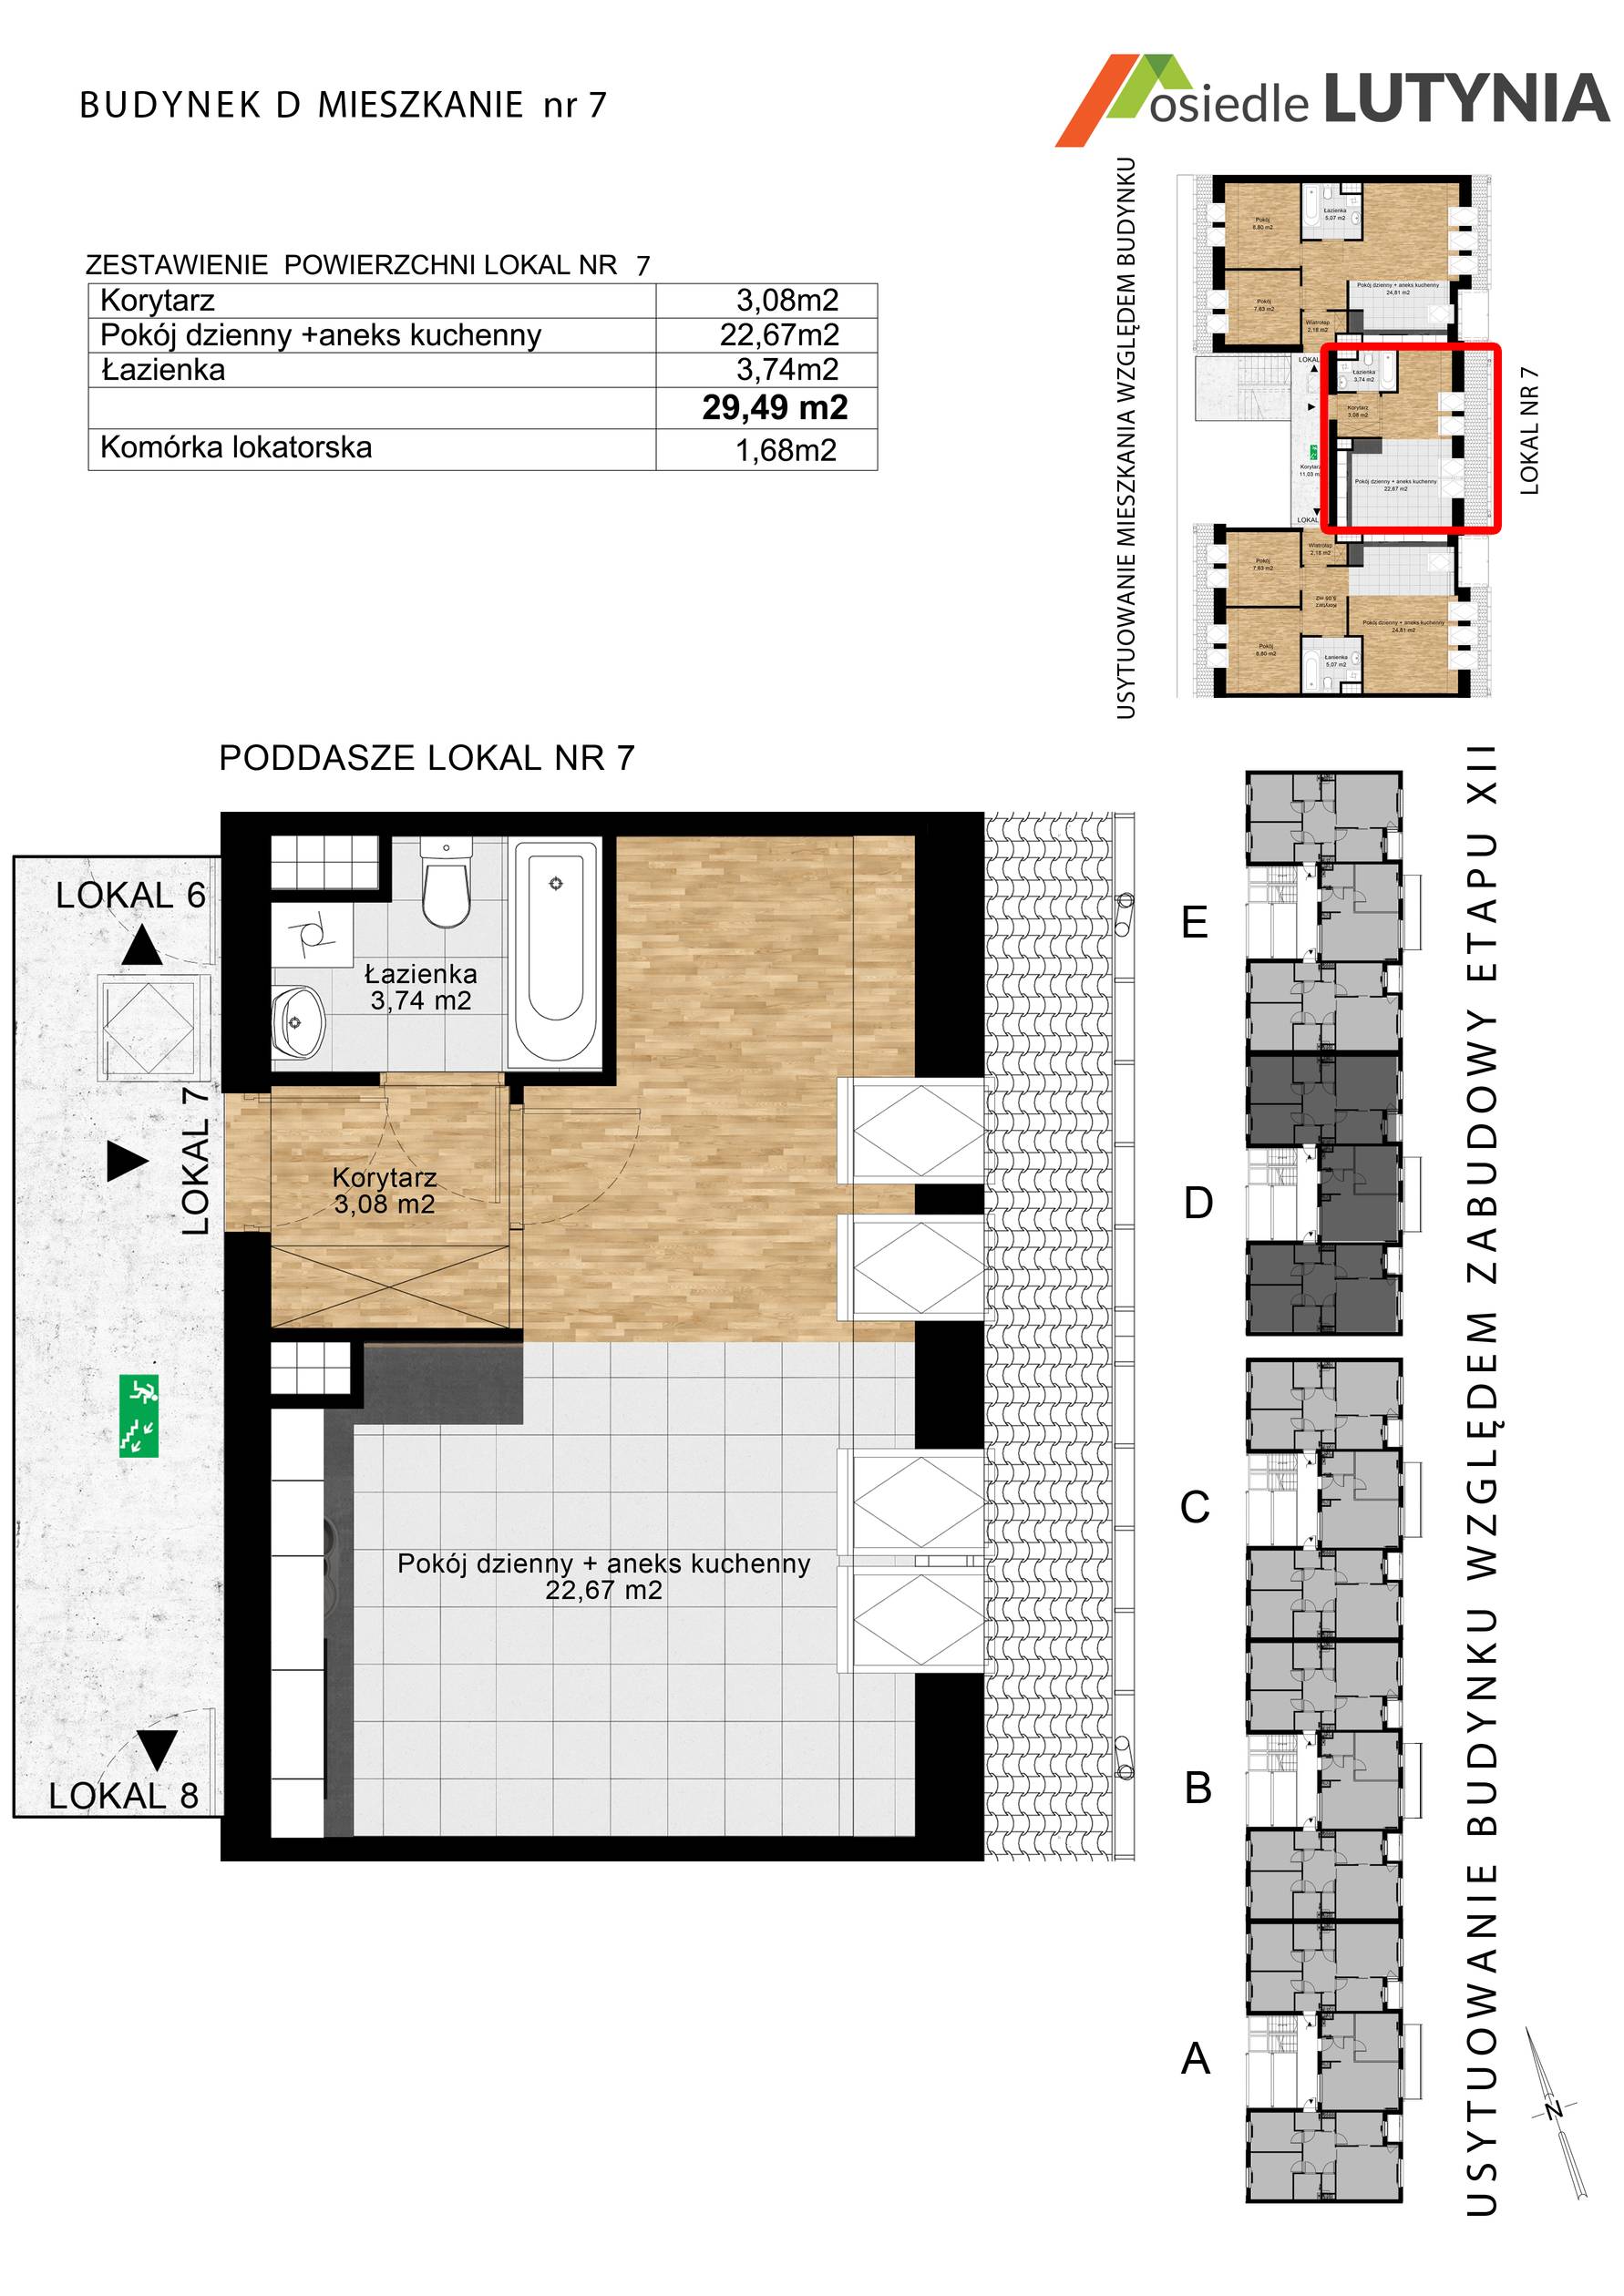 BUDYNEK D MIESZKANIE nr 7
osiedle LUTYNIA
ZESTAWIENIE POWIERZCHNI LOKAL NR 7
Korytarz 3,08m2
Pokój dzienny +aneks kuchenny 22,67m2
Łazienka 3,74m2
29,49 m2
Komórka lokatorska 1,68m2
USYTUOWANIE MIESZKANIA WZGLĘDEM BUDYNKU
Pokój
8,80 m2
Łazienka
5,07 m2
Pokój dzienny + aneks kuchenny
24,81 m2
Pokój
7,83 m2
Wiatrołap
2,18 m2
LOKAL
Łazienka
3,74 m2
Korytarz
3,08 m2
Korytarz
11,03 m
Pokój dzienny + aneks kuchenny
22,67 m2
LOKAL
LOKAL NR 7
Wiatrołap
2,18 m2
Pokój
7,83 m2
Korytarz
Pokój dzienny + aneks kuchenny
24,81 m2
Pokój
8,80 m2
Łazienka
5,07 m2
PODDASZE LOKAL NR 7
LOKAL 6
Łazienka
3,74 m2
LOKAL 7
Korytarz
3,08 m2
Pokój dzienny + aneks kuchenny
22,67 m2
LOKAL 8
E
D
C
B
A
USYTUOWANIE BUDYNKU WZGLĘDEM ZABUDOWY ETAPU XII
N